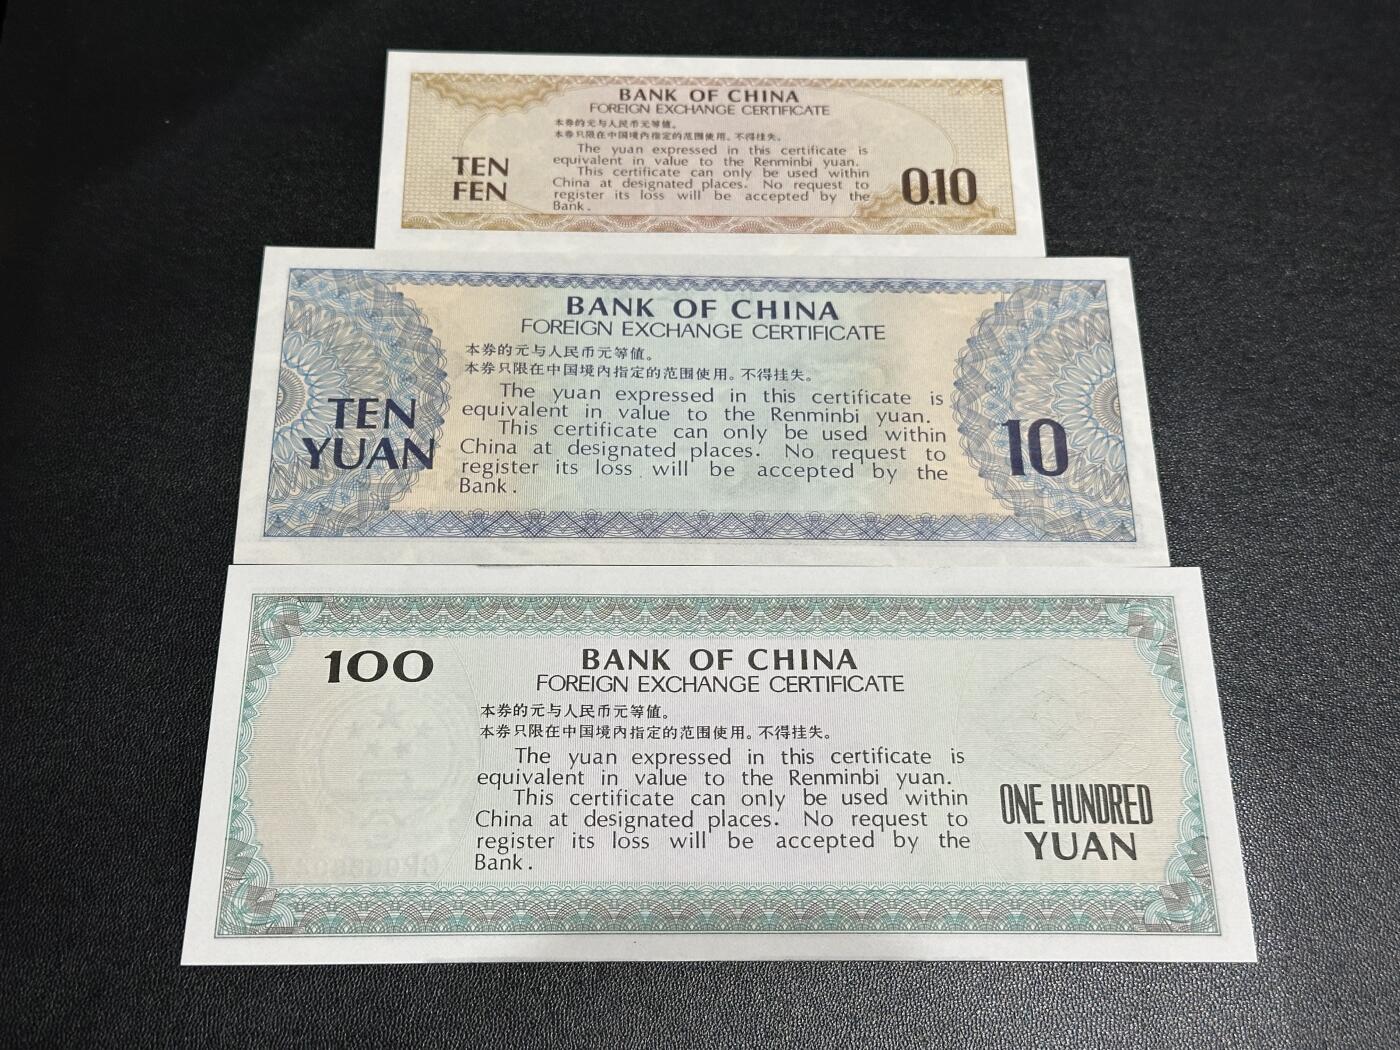 BANK OF CHINA
FOREIGN EXCHANGE CERTIFICATE
本券的元与人民币元等值。
本券只限在中国境内指定的范围使用。不得挂失。
The yuan expressed in this certificate is
equivalent in value to the Renminbi yuan.
This certificate can only be used within
China at designated places. No request to
register its loss will be accepted by the
Bank.
TEN
FEN
0.10
BANK OF CHINA
FOREIGN EXCHANGE CERTIFICATE
本券的元与人民币元等值。
本券只限在中国境内指定的范围使用。不得挂失。
The yuan expressed in this certificate is
equivalent in value to the Renminbi yuan.
This certificate can only be used within
China at designated places. No request to
register its loss will be accepted by the
Bank.
TEN
YUAN
10
100
BANK OF CHINA
FOREIGN EXCHANGE CERTIFICATE
本券的元与人民币元等值。
本券只限在中国境内指定的范围使用。不得挂失。
The yuan expressed in this certificate is
equivalent in value to the Renminbi yuan.
This certificate can only be used within
China at designated places. No request to
register its loss will be accepted by the
Bank.
ONE HUNDRED
YUAN